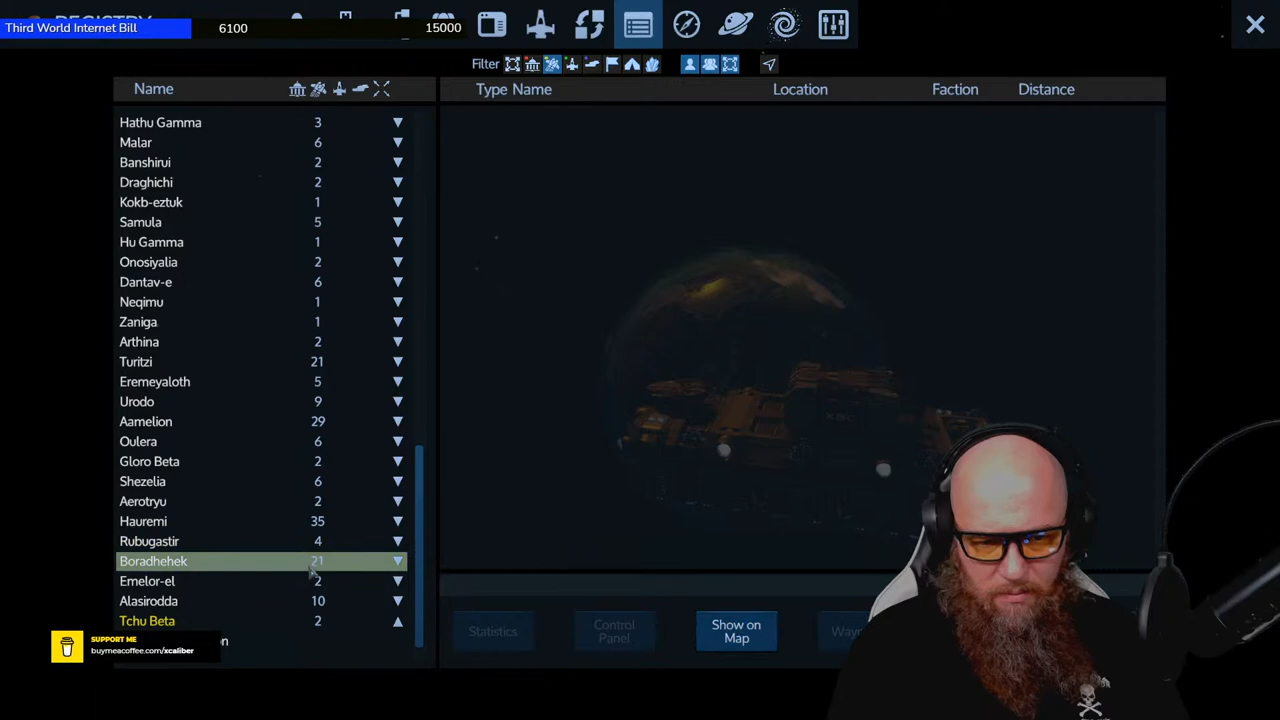 REGISTRY
Third World Internet Bill 6100 15000
Filter
Name
Type Name Location Faction Distance
Hathu Gamma 3
Malar 6
Banshirui 2
Draghichi 2
Kokb-eztuk 1
Samula 5
Hu Gamma 1
Onosiyalia 2
Dantav-e 6
Neqimu 1
Zaniga 1
Arthina 2
Turitzi 21
Eremeyaloth 5
Urodo 9
Aamelion 29
Oulera 6
Gloro Beta 2
Shezelia 6
Aerotryu 2
Hauremi 35
Rubugastir 4
Boradhehek 21
Emelor-el 2
Alasirodda 10
Tchu Beta 2
SUPPORT ME
buymeacoffee.com/xcaliber
Statistics
Control Panel
Show on Map